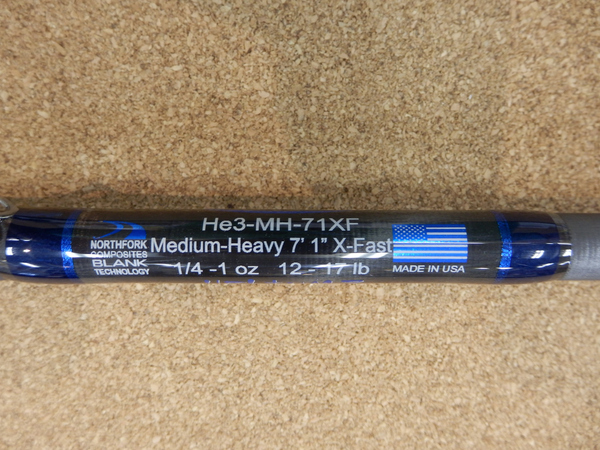 He3-MH-71XF
NORTHFORK
COMPOSITES
BLANK
TECHNOLOGY
Medium-Heavy 7' 1" X-Fast
1/4 -1 oz 12 - 17 lb
MADE IN USA